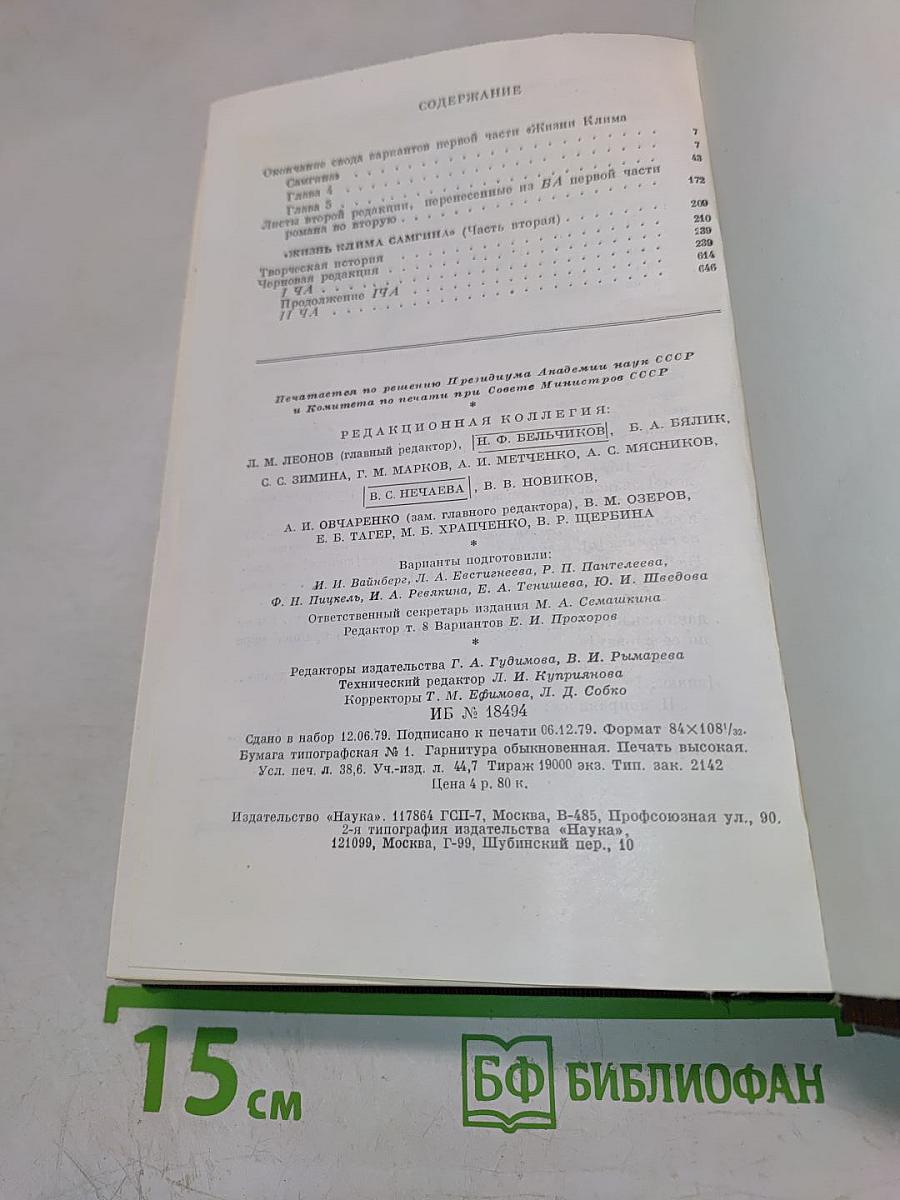 СОДЕРЖАНИЕ
Окончание свода вариантов первой части «Жизни Клима
Самгина» . . . . . . . . . . . . . . . . . . . 7
Глава 4 . . . . . . . . . . . . . . . . . . . 7
Глава 5 . . . . . . . . . . . . . . . . . . . 43
Листы второй редакции, перенесенные из БА первой части
романа во вторую . . . . . . . . . . . . . . . 172
«ЖИЗНЬ КЛИМА САМГИНА» (Часть вторая) . . . . . . 209
Творческая история . . . . . . . . . . . . . . . 210
Черновая редакция . . . . . . . . . . . . . . . 239
I ЧА . . . . . . . . . . . . . . . . . . . 239
Продолжение IЧА . . . . . . . . . . . . . . . 614
II ЧА . . . . . . . . . . . . . . . . . . . 646
Печатается по решению Президиума Академии наук СССР
и Комитета по печати при Совете Министров СССР
*
РЕДАКЦИОННАЯ КОЛЛЕГИЯ:
Л. М. ЛЕОНОВ (главный редактор), Н. Ф. БЕЛЬЧИКОВ, Б. А. БЯЛИК,
С. С. ЗИМИНА, Г. М. МАРКОВ, А. И. МЕТЧЕНКО, А. С. МЯСНИКОВ,
В. С. НЕЧАЕВА, В. В. НОВИКОВ,
А. И. ОВЧАРЕНКО (зам. главного редактора), В. М. ОЗЕРОВ,
Е. Б. ТАГЕР, М. Б. ХРАПЧЕНКО, В. Р. ЩЕРБИНА
*
Варианты подготовили:
И. И. Вайнберг, Л. А. Евстигнеева, Р. П. Пантелеева,
Ф. Н. Пицкель, И. А. Ревякина, Е. А. Тенишева, Ю. И. Шведова
Ответственный секретарь издания М. А. Семашкина
Редактор т. 8 Вариантов Е. И. Прохоров
*
Редакторы издательства Г. А. Гудимова, В. И. Рымарева
Технический редактор Л. И. Куприянова
Корректоры Т. М. Ефимова, Л. Д. Собко
ИБ № 18494
Сдано в набор 12.06.79. Подписано к печати 06.12.79. Формат 84×108¹/₃₂.
Бумага типографская № 1. Гарнитура обыкновенная. Печать высокая.
Усл. печ. л. 38,6. Уч.-изд. л. 44,7 Тираж 19000 экз. Тип. зак. 2142
Цена 4 р. 80 к.
Издательство «Наука». 117864 ГСП-7, Москва, В-485, Профсоюзная ул., 90.
2-я типография издательства «Наука»,
121099, Москва, Г-99, Шубинский пер., 10
15 см
БФ БИБЛИОФАН